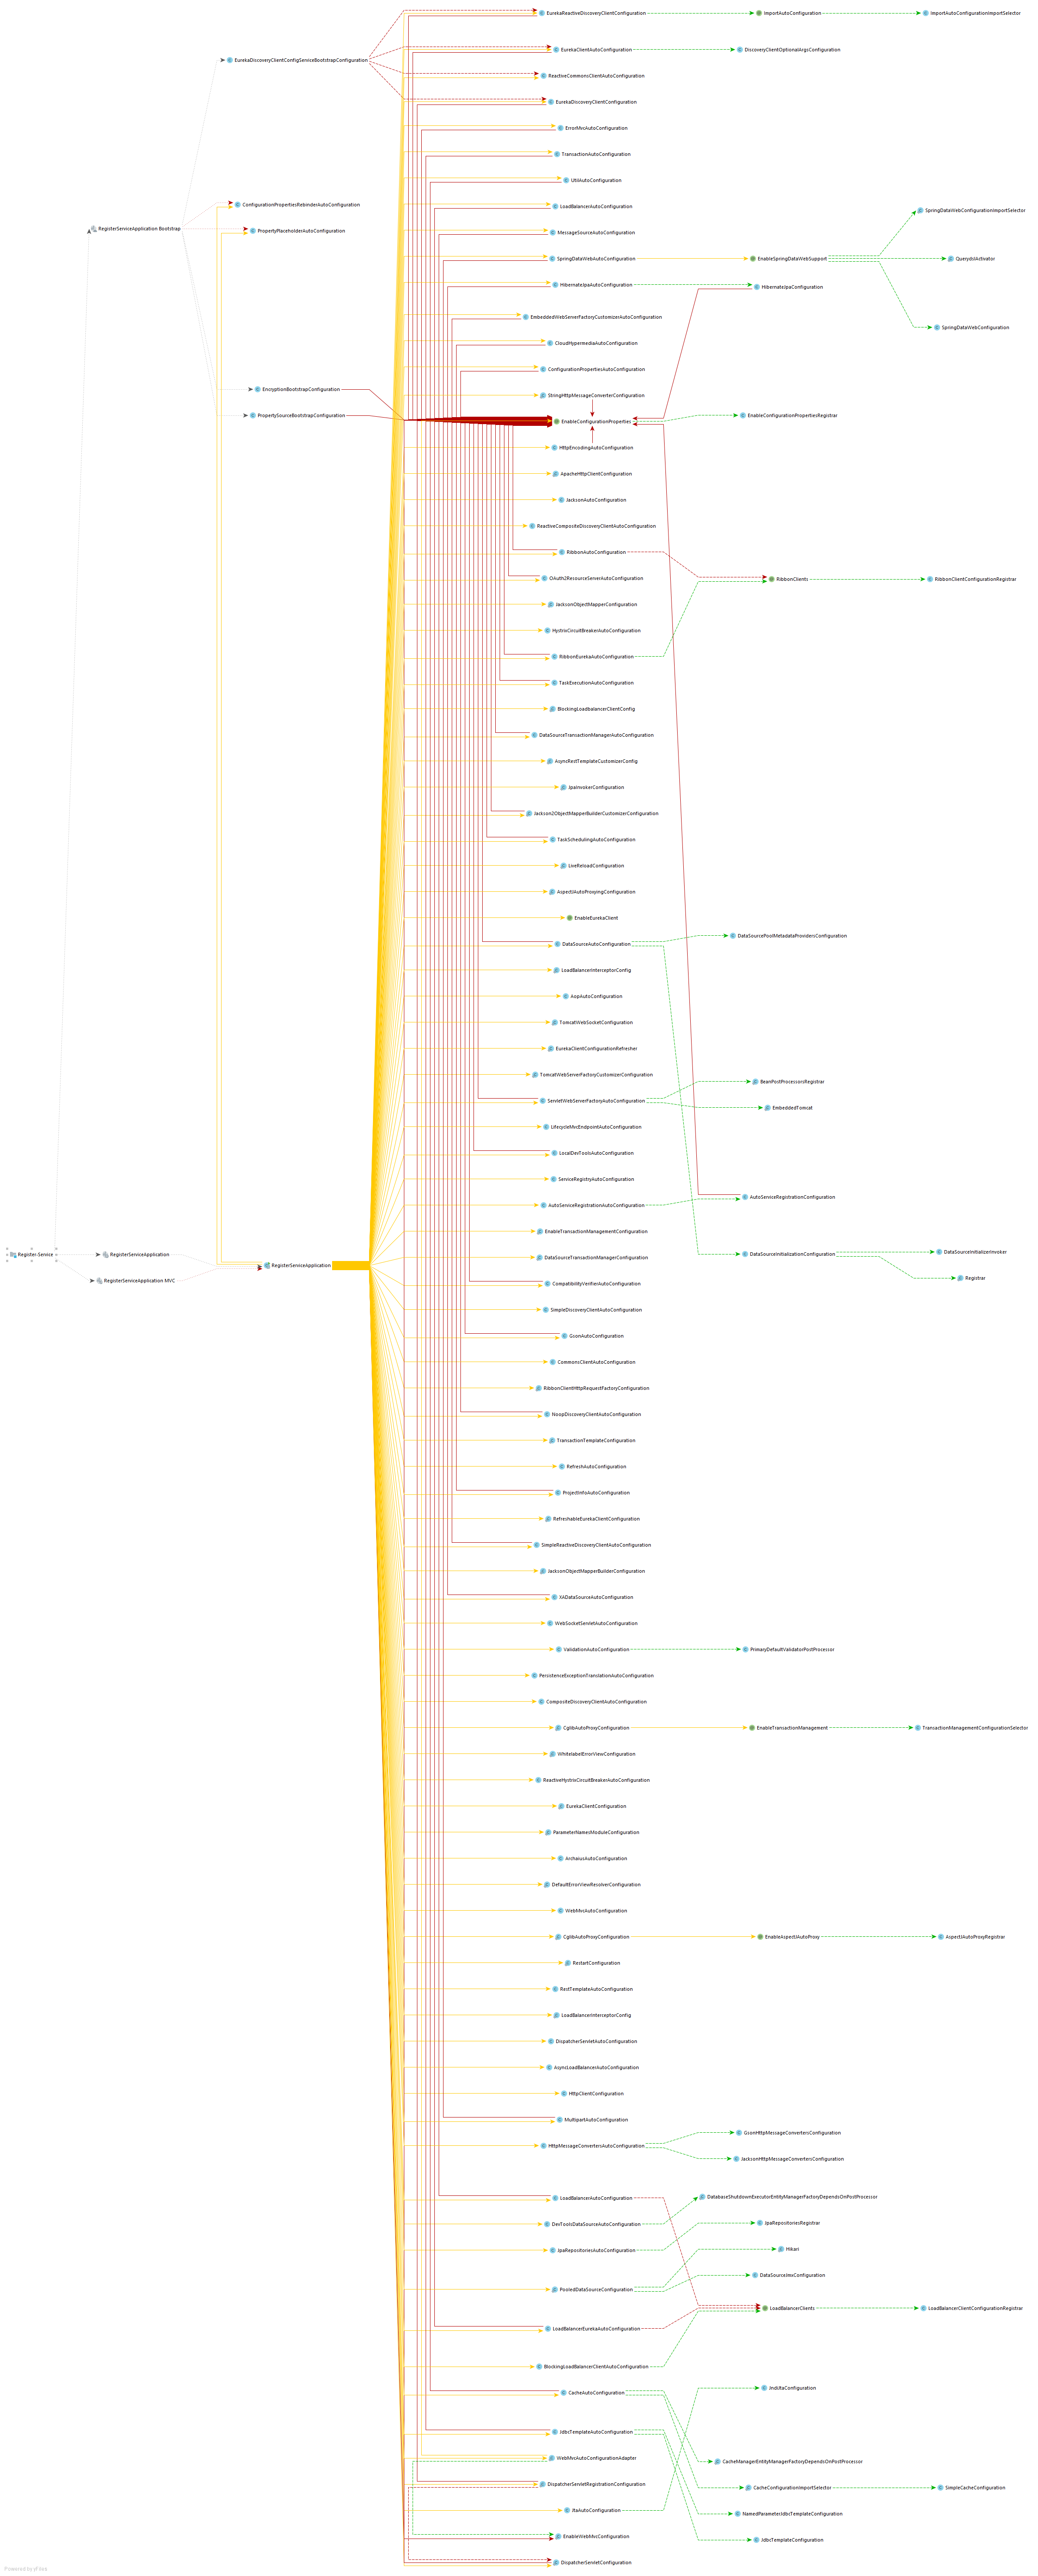 EurekaReactiveDiscoveryClientConfiguration
ImportAutoConfiguration
ImportAutoConfigurationImportSelector
EurekaClientAutoConfiguration
DiscoveryClientOptionalArgsConfiguration
EurekaDiscoveryClientConfigServiceBootstrapConfiguration
ReactiveCommonsClientAutoConfiguration
EurekaDiscoveryClientConfiguration
ErrorMvcAutoConfiguration
TransactionAutoConfiguration
UtilAutoConfiguration
ConfigurationPropertiesRebinderAutoConfiguration
LoadBalancerAutoConfiguration
SpringDataWebConfigurationImportSelector
RegisterServiceApplication Bootstrap
PropertyPlaceholderAutoConfiguration
MessageSourceAutoConfiguration
SpringDataWebAutoConfiguration
EnableSpringDataWebSupport
QuerydslActivator
HibernateJpaAutoConfiguration
HibernateJpaConfiguration
EmbeddedWebServerFactoryCustomizerAutoConfiguration
SpringDataWebConfiguration
CloudHypermediaAutoConfiguration
ConfigurationPropertiesAutoConfiguration
EncryptionBootstrapConfiguration
StringHttpMessageConverterConfiguration
PropertySourceBootstrapConfiguration
EnableConfigurationProperties
EnableConfigurationPropertiesRegistrar
HttpEncodingAutoConfiguration
ApacheHttpClientConfiguration
JacksonAutoConfiguration
ReactiveCompositeDiscoveryClientAutoConfiguration
RibbonAutoConfiguration
OAuth2ResourceServerAutoConfiguration
RibbonClients
RibbonClientConfigurationRegistrar
JacksonObjectMapperConfiguration
HystrixCircuitBreakerAutoConfiguration
RibbonEurekaAutoConfiguration
TaskExecutionAutoConfiguration
BlockingLoadbalancerClientConfig
DataSourceTransactionManagerAutoConfiguration
AsyncRestTemplateCustomizerConfig
JpaInvokerConfiguration
Jackson2ObjectMapperBuilderCustomizerConfiguration
TaskSchedulingAutoConfiguration
LiveReloadConfiguration
AspectJAutoProxyingConfiguration
EnableEurekaClient
DataSourcePoolMetadataProvidersConfiguration
DataSourceAutoConfiguration
LoadBalancerInterceptorConfig
AopAutoConfiguration
TomcatWebSocketConfiguration
EurekaClientConfigurationRefresher
TomcatWebServerFactoryCustomizerConfiguration
BeanPostProcessorsRegistrar
ServletWebServerFactoryAutoConfiguration
EmbeddedTomcat
LifecycleMvcEndpointAutoConfiguration
LocalDevToolsAutoConfiguration
ServiceRegistryAutoConfiguration
AutoServiceRegistrationConfiguration
AutoServiceRegistrationAutoConfiguration
EnableTransactionManagementConfiguration
Register-Service
RegisterServiceApplication
DataSourceTransactionManagerConfiguration
DataSourceInitializationConfiguration
DataSourceInitializerInvoker
RegisterServiceApplication
RegisterServiceApplication MVC
Registrar
CompatibilityVerifierAutoConfiguration
SimpleDiscoveryClientAutoConfiguration
GsonAutoConfiguration
CommonsClientAutoConfiguration
RibbonClientHttpRequestFactoryConfiguration
NoopDiscoveryClientAutoConfiguration
TransactionTemplateConfiguration
RefreshAutoConfiguration
ProjectInfoAutoConfiguration
RefreshableEurekaClientConfiguration
SimpleReactiveDiscoveryClientAutoConfiguration
JacksonObjectMapperBuilderConfiguration
XADataSourceAutoConfiguration
WebSocketServletAutoConfiguration
ValidationAutoConfiguration
PrimaryDefaultValidatorPostProcessor
PersistenceExceptionTranslationAutoConfiguration
CompositeDiscoveryClientAutoConfiguration
CglibAutoProxyConfiguration
EnableTransactionManagement
TransactionManagementConfigurationSelector
WhitelabelErrorViewConfiguration
ReactiveHystrixCircuitBreakerAutoConfiguration
EurekaClientConfiguration
ParameterNamesModuleConfiguration
ArchaiusAutoConfiguration
DefaultErrorViewResolverConfiguration
WebMvcAutoConfiguration
CglibAutoProxyConfiguration
EnableAspectJAutoProxy
AspectJAutoProxyRegistrar
RestartConfiguration
RestTemplateAutoConfiguration
LoadBalancerInterceptorConfig
DispatcherServletAutoConfiguration
AsyncLoadBalancerAutoConfiguration
HttpClientConfiguration
MultipartAutoConfiguration
GsonHttpMessageConvertersConfiguration
HttpMessageConvertersAutoConfiguration
JacksonHttpMessageConvertersConfiguration
DatabaseShutdownExecutorEntityManagerFactoryDependsOnPostProcessor
LoadBalancerAutoConfiguration
DevToolsDataSourceAutoConfiguration
JpaRepositoriesRegistrar
JpaRepositoriesAutoConfiguration
Hikari
DataSourceJmxConfiguration
PooledDataSourceConfiguration
LoadBalancerClients
LoadBalancerClientConfigurationRegistrar
LoadBalancerEurekaAutoConfiguration
BlockingLoadBalancerClientAutoConfiguration
JndiJtaConfiguration
CacheAutoConfiguration
JdbcTemplateAutoConfiguration
WebMvcAutoConfigurationAdapter
CacheManagerEntityManagerFactoryDependsOnPostProcessor
DispatcherServletRegistrationConfiguration
CacheConfigurationImportSelector
SimpleCacheConfiguration
JtaAutoConfiguration
NamedParameterJdbcTemplateConfiguration
EnableWebMvcConfiguration
JdbcTemplateConfiguration
DispatcherServletConfiguration
Powered by yFiles